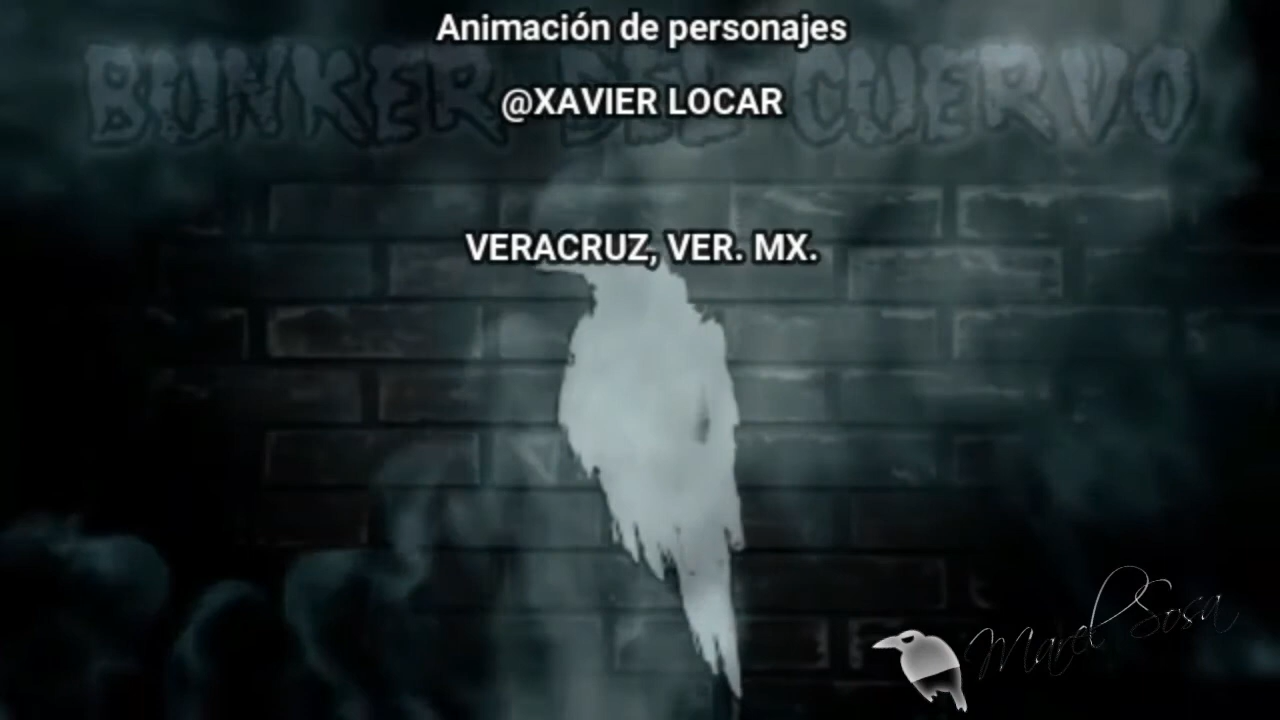 Animación de personajes
BUNKER DEL CUERVO
@XAVIER LOCAR
VERACRUZ, VER. MX.
Marel Sosa